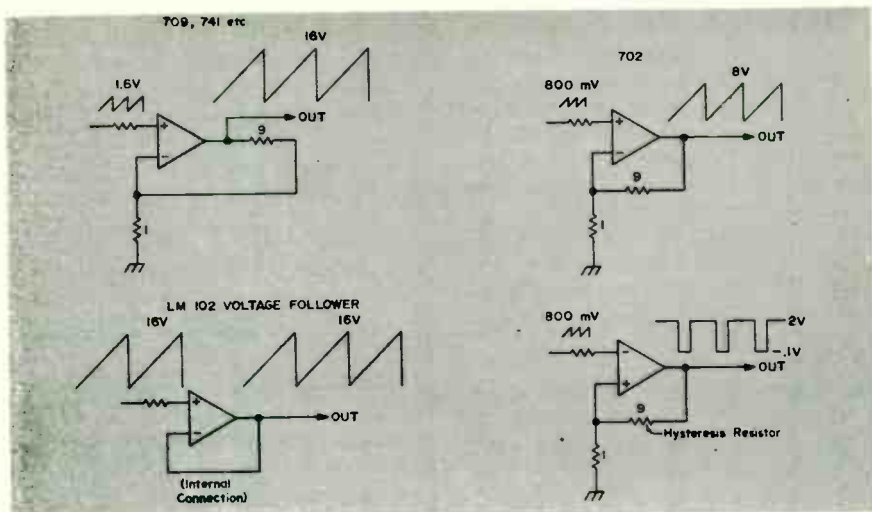 709, 741 etc
16V
1.6V
+
−
OUT
9
1
702
800 mV
8V
+
−
OUT
9
1
LM 102 VOLTAGE FOLLOWER
16V
16V
+
−
OUT
(Internal
Connection)
800 mV
2V
-.1V
−
+
OUT
9
Hysteresis Resistor
1